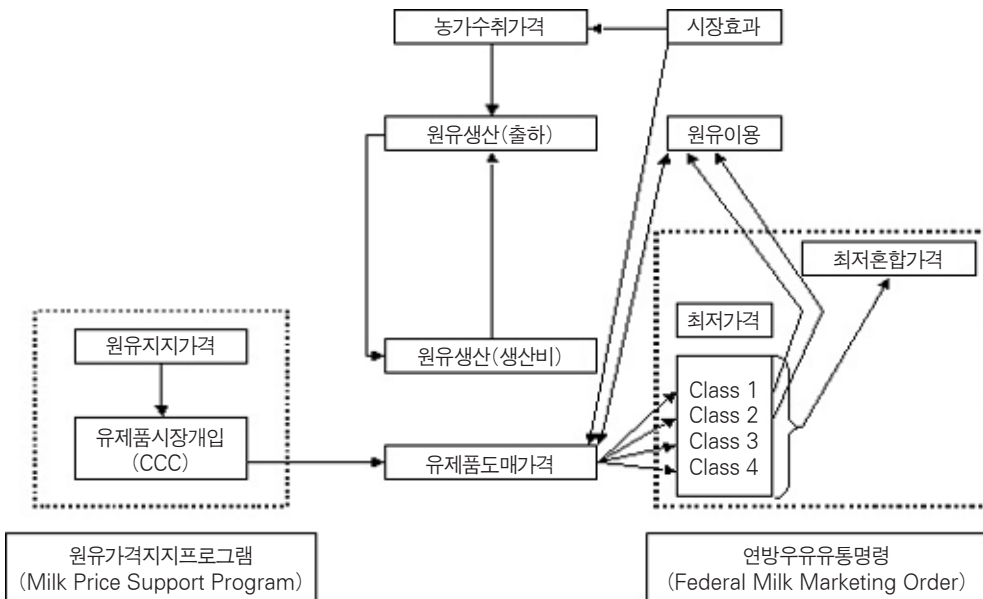 농가수취가격
시장효과
원유생산(출하)
원유이용
최저혼합가격
최저가격
원유지지가격
원유생산(생산비)
Class 1
Class 2
Class 3
Class 4
유제품시장개입
(CCC)
유제품도매가격
원유가격지지프로그램
(Milk Price Support Program)
연방우유유통명령
(Federal Milk Marketing Order)